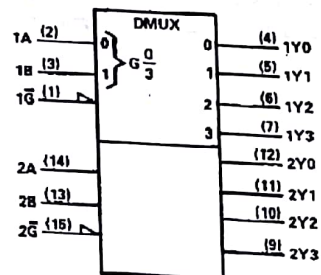 DMUX
1A (2) 0 } G 0/3 0 (4) 1Y0
1B (3) 1 1 (5) 1Y1
1G̅ (1) 2 (6) 1Y2
3 (7) 1Y3
2A (14) (12) 2Y0
2B (13) (11) 2Y1
2G̅ (15) (10) 2Y2
(9) 2Y3